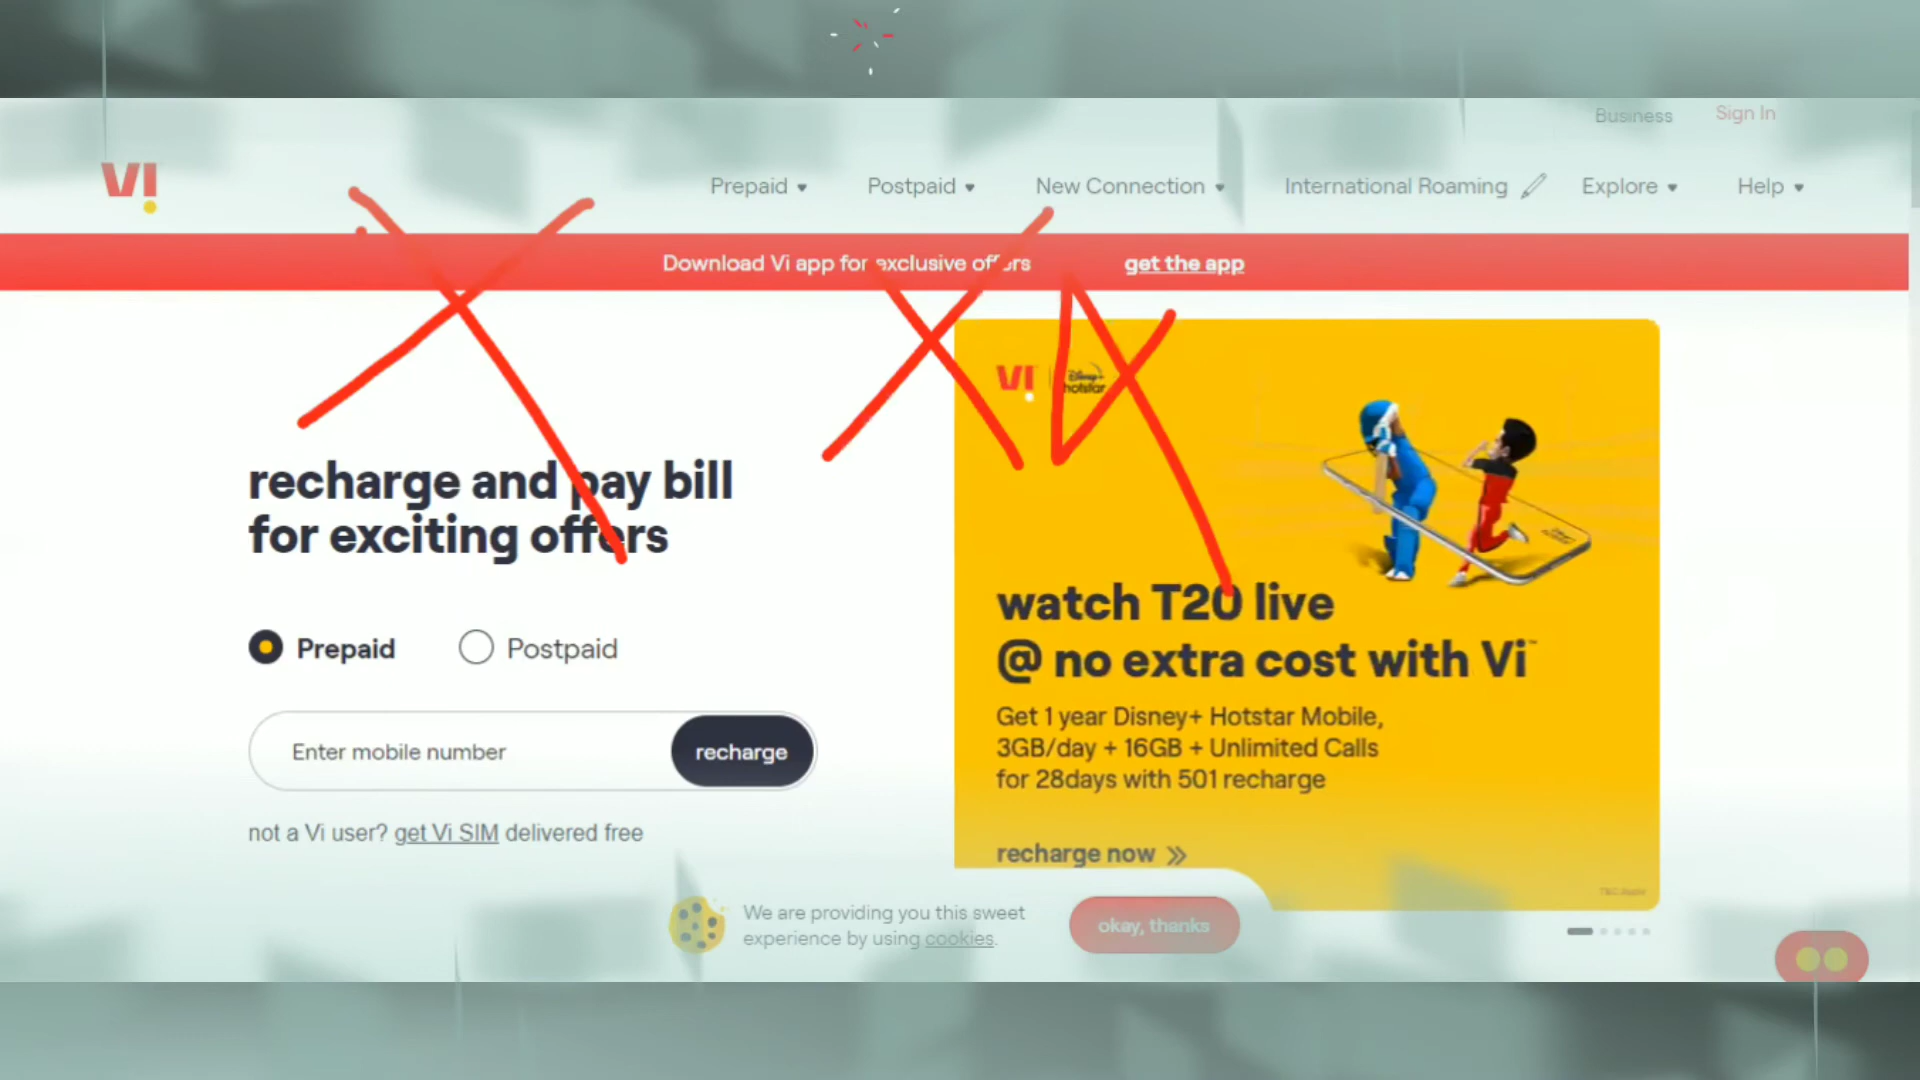 Business Sign In
Vi
Prepaid Postpaid New Connection International Roaming Explore Help
Download Vi app for exclusive offers get the app
Vi Disney+ hotstar
recharge and pay bill
for exciting offers
Prepaid Postpaid
Enter mobile number recharge
not a Vi user? get Vi SIM delivered free
watch T20 live
@ no extra cost with Vi™
Get 1 year Disney+ Hotstar Mobile,
3GB/day + 16GB + Unlimited Calls
for 28days with 501 recharge
recharge now
T&C Apply
We are providing you this sweet
experience by using cookies.
okay, thanks